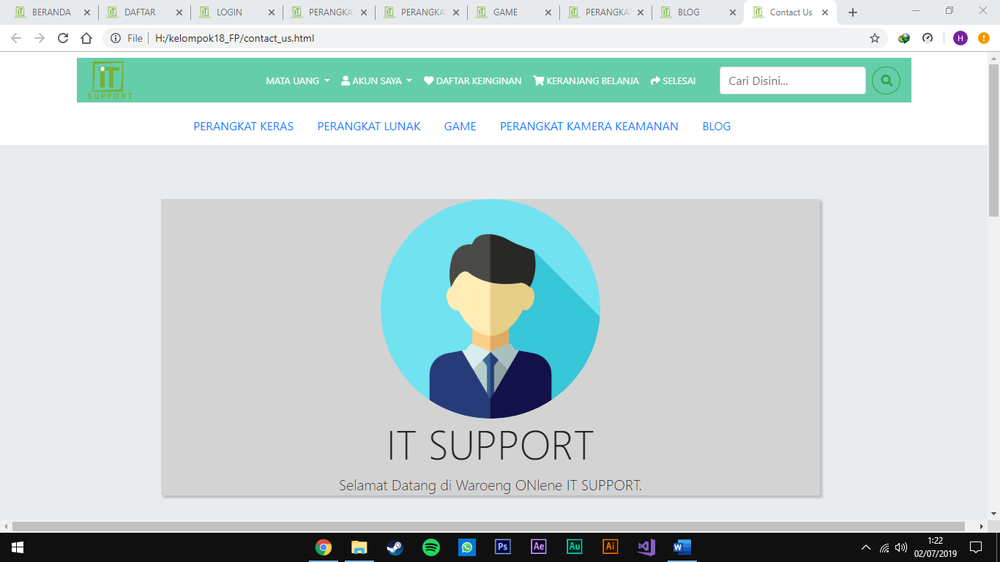 BERANDA DAFTAR LOGIN PERANGKA PERANGKA GAME PERANGKA BLOG Contact Us
File H:/kelompok18_FP/contact_us.html H
iT
SUPPORT
MATA UANG AKUN SAYA DAFTAR KEINGINAN KERANJANG BELANJA SELESAI Cari Disini...
PERANGKAT KERAS PERANGKAT LUNAK GAME PERANGKAT KAMERA KEAMANAN BLOG
IT SUPPORT
Selamat Datang di Waroeng ONlene IT SUPPORT.
Ps Ae Au Ai W
1:22
02/07/2019